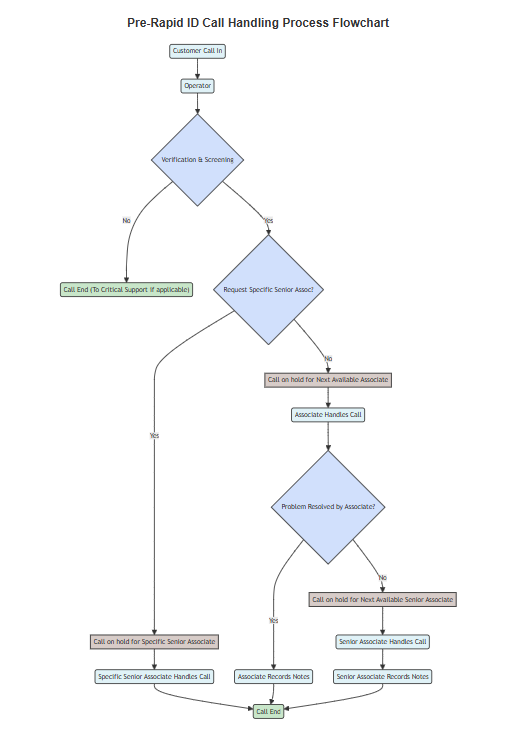 Pre-Rapid ID Call Handling Process Flowchart
Customer Call In
Operator
Verification & Screening
No
Yes
Call End (To Critical Support if applicable)
Request Specific Senior Assoc?
No
Call on hold for Next Available Associate
Associate Handles Call
Yes
Problem Resolved by Associate?
No
Call on hold for Next Available Senior Associate
Yes
Call on hold for Specific Senior Associate
Senior Associate Handles Call
Specific Senior Associate Handles Call
Associate Records Notes
Senior Associate Records Notes
Call End